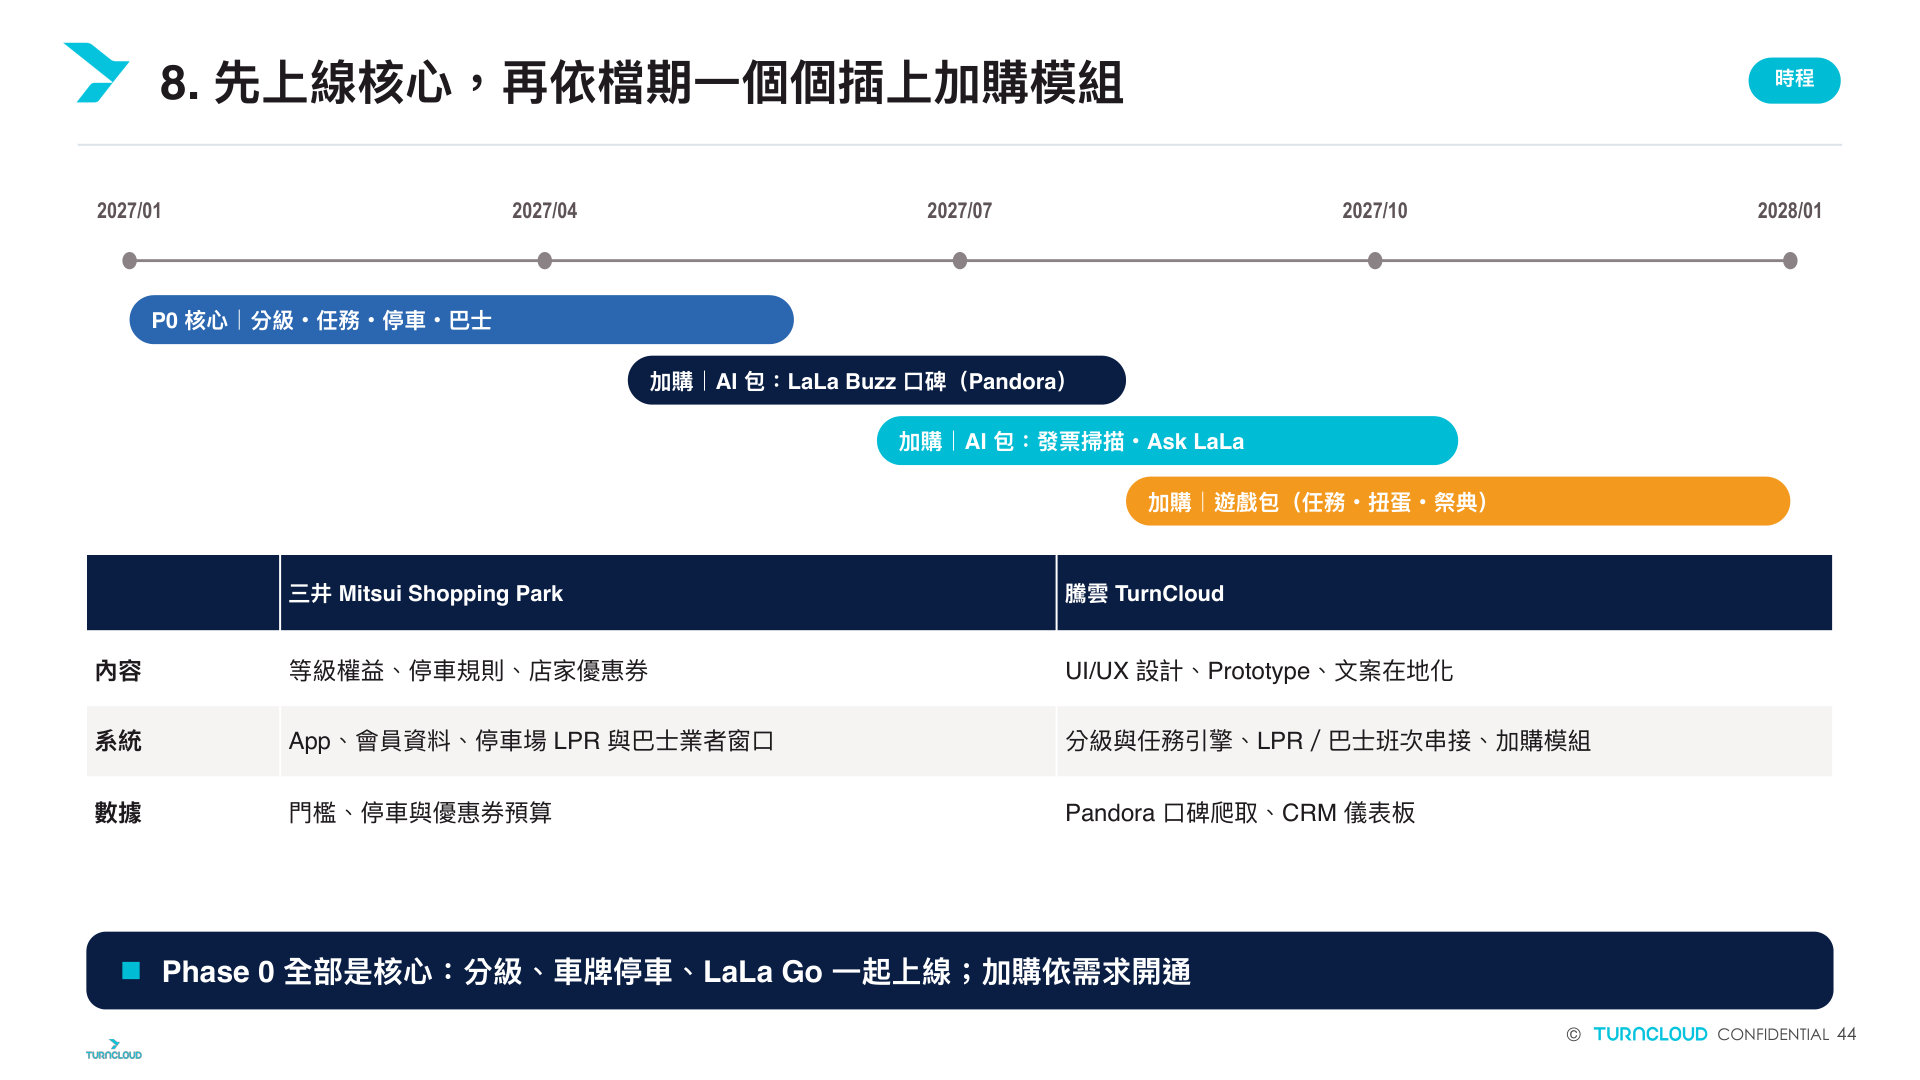 8. 先上線核心，再依檔期一個個插上加購模組
時程
2027/01 2027/04 2027/07 2027/10 2028/01
P0 核心｜分級・任務・停車・巴士
加購｜AI 包：LaLa Buzz 口碑（Pandora）
加購｜AI 包：發票掃描・Ask LaLa
加購｜遊戲包（任務・扭蛋・祭典）
三井 Mitsui Shopping Park 騰雲 TurnCloud
內容 等級權益、停車規則、店家優惠券 UI/UX 設計、Prototype、文案在地化
系統 App、會員資料、停車場 LPR 與巴士業者窗口 分級與任務引擎、LPR / 巴士班次串接、加購模組
數據 門檻、停車與優惠券預算 Pandora 口碑爬取、CRM 儀表板
Phase 0 全部是核心：分級、車牌停車、LaLa Go 一起上線；加購依需求開通
TURNCLOUD
© TURNCLOUD CONFIDENTIAL 44